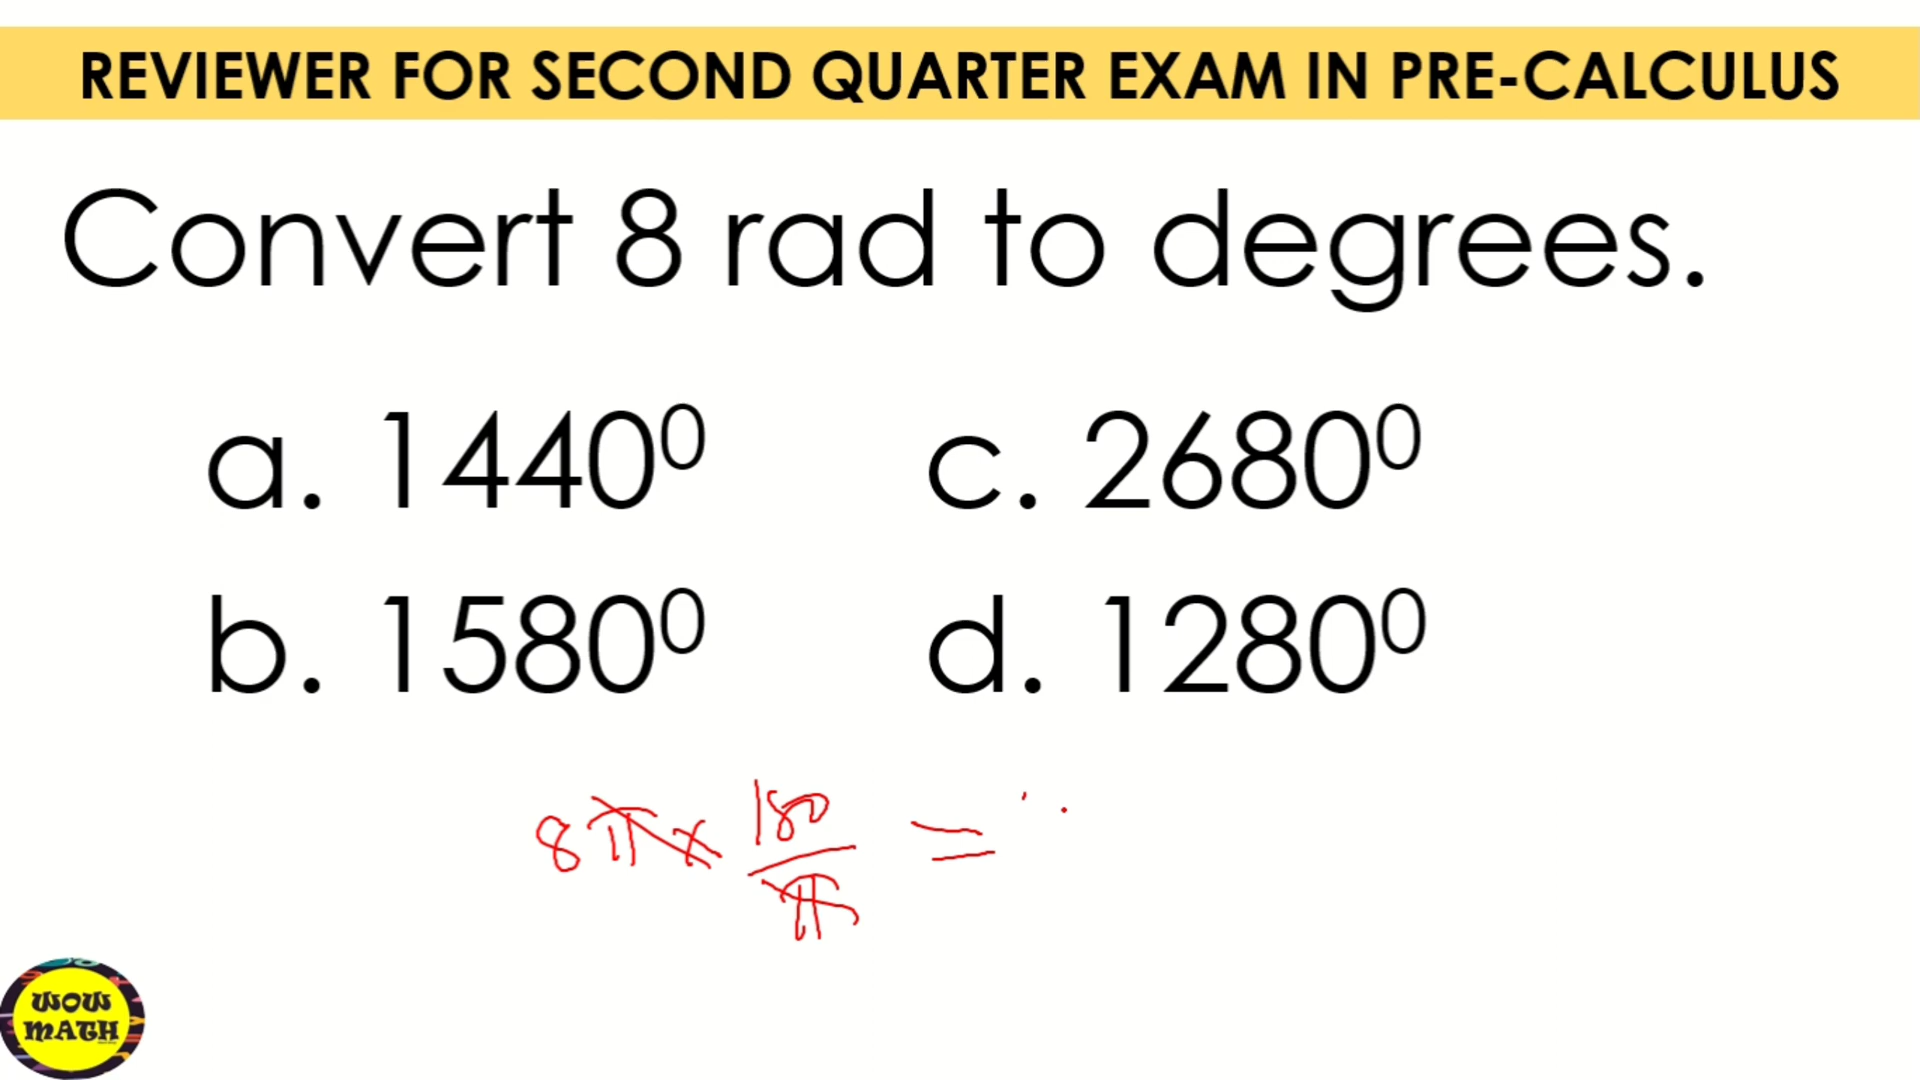 REVIEWER FOR SECOND QUARTER EXAM IN PRE-CALCULUS
Convert 8 rad to degrees.
a. 1440⁰
c. 2680⁰
b. 1580⁰
d. 1280⁰
8π x 180/π =
WOW
MATH